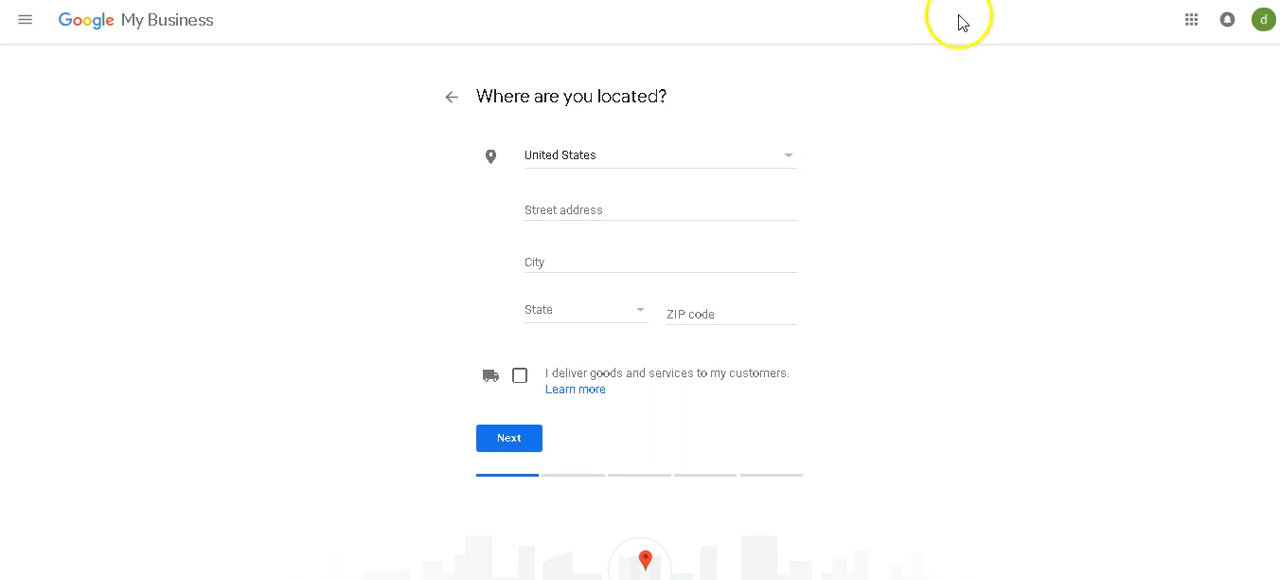 Google My Business
d
Where are you located?
United States
Street address
City
State
ZIP code
I deliver goods and services to my customers.
Learn more
Next